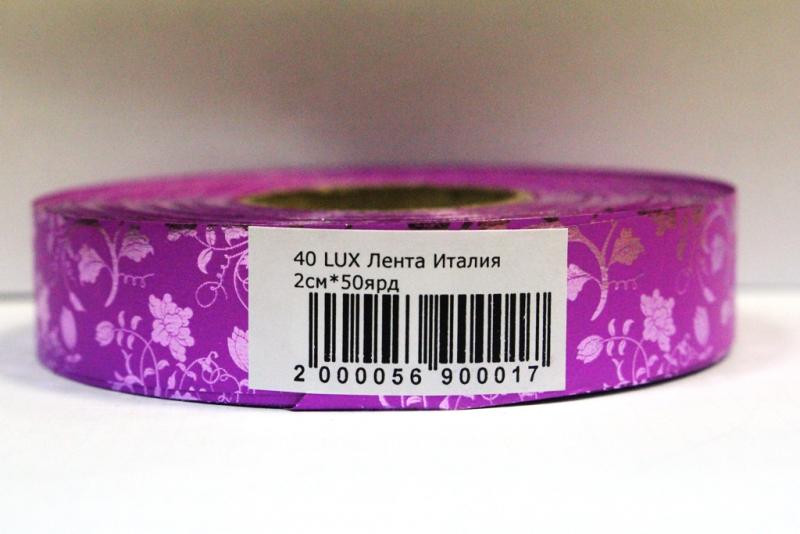 40 LUX Лента Италия
2см*50ярд
2 000056 900017